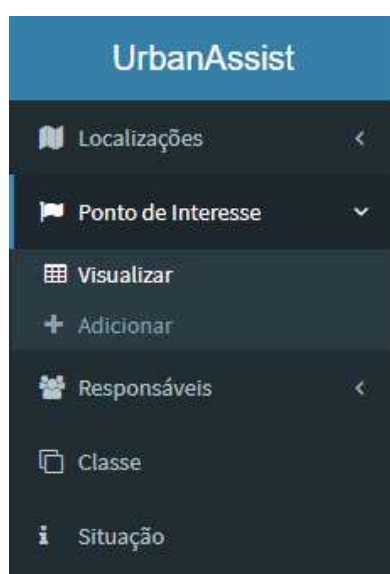 UrbanAssist
Localizações
Ponto de Interesse
Visualizar
Adicionar
Responsáveis
Classe
Situação